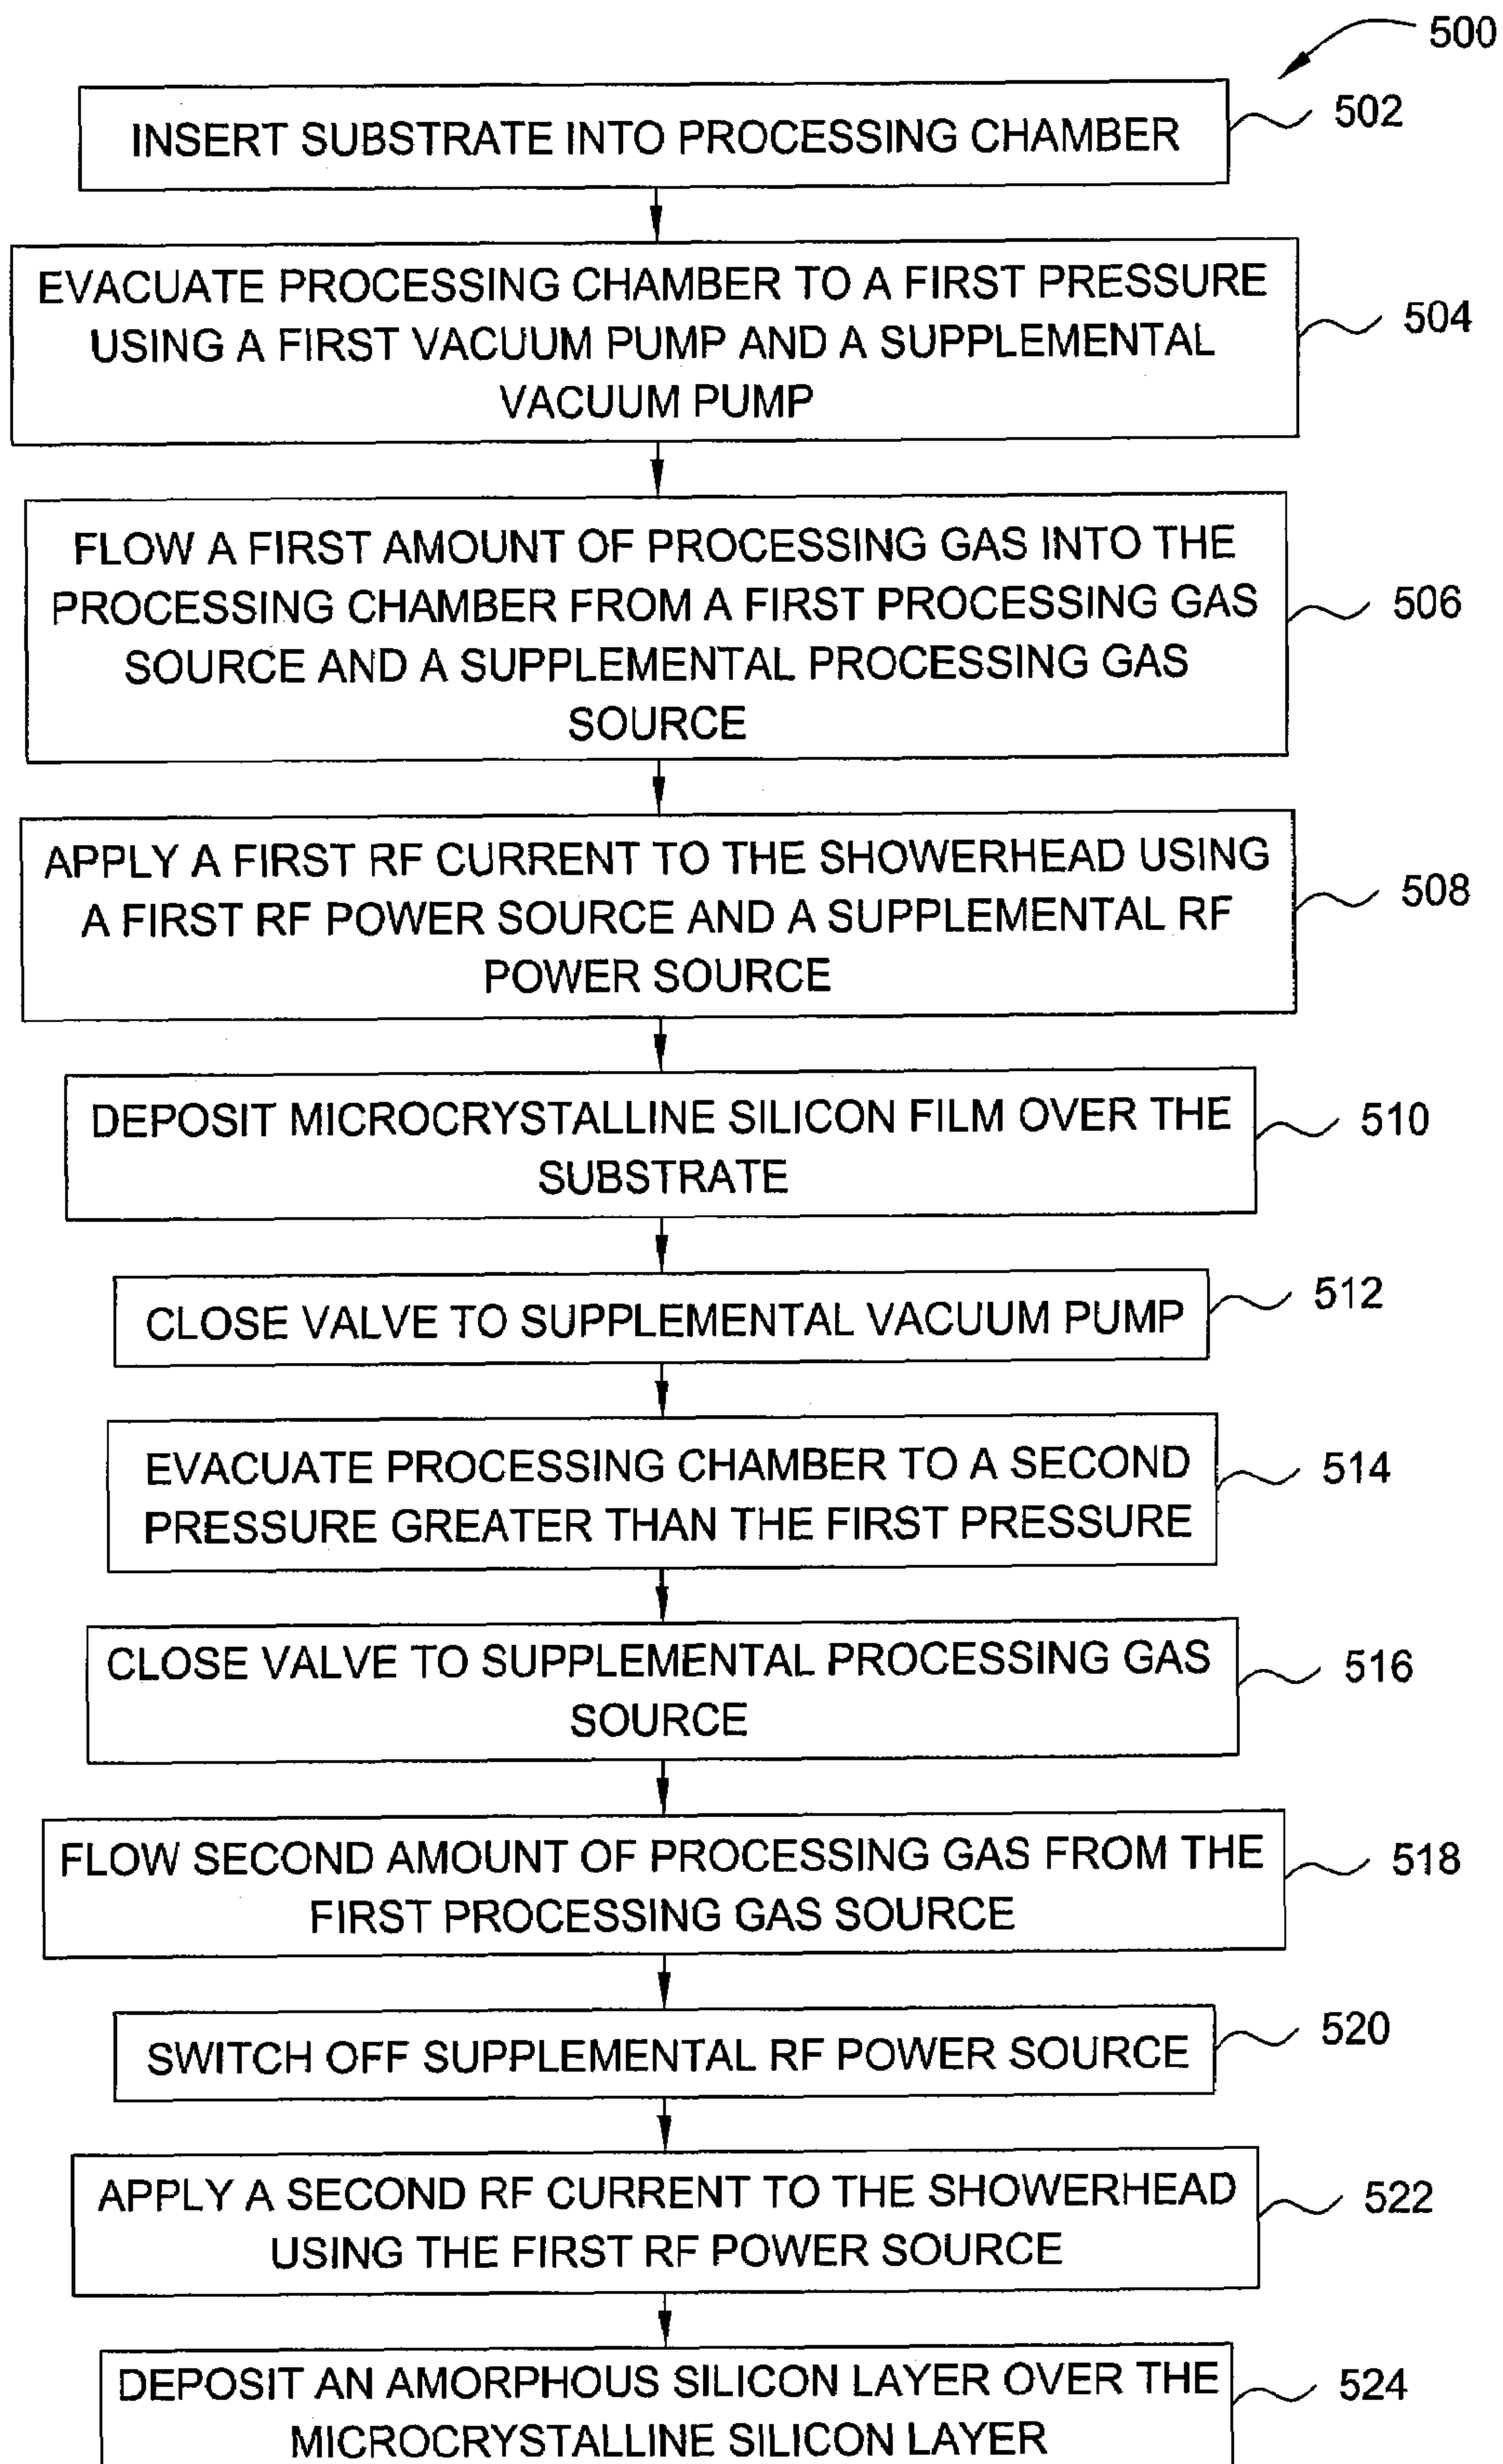 500
INSERT SUBSTRATE INTO PROCESSING CHAMBER
502
EVACUATE PROCESSING CHAMBER TO A FIRST PRESSURE
USING A FIRST VACUUM PUMP AND A SUPPLEMENTAL
VACUUM PUMP
504
FLOW A FIRST AMOUNT OF PROCESSING GAS INTO THE
PROCESSING CHAMBER FROM A FIRST PROCESSING GAS
SOURCE AND A SUPPLEMENTAL PROCESSING GAS
SOURCE
506
APPLY A FIRST RF CURRENT TO THE SHOWERHEAD USING
A FIRST RF POWER SOURCE AND A SUPPLEMENTAL RF
POWER SOURCE
508
DEPOSIT MICROCRYSTALLINE SILICON FILM OVER THE
SUBSTRATE
510
CLOSE VALVE TO SUPPLEMENTAL VACUUM PUMP
512
EVACUATE PROCESSING CHAMBER TO A SECOND
PRESSURE GREATER THAN THE FIRST PRESSURE
514
CLOSE VALVE TO SUPPLEMENTAL PROCESSING GAS
SOURCE
516
FLOW SECOND AMOUNT OF PROCESSING GAS FROM THE
FIRST PROCESSING GAS SOURCE
518
SWITCH OFF SUPPLEMENTAL RF POWER SOURCE
520
APPLY A SECOND RF CURRENT TO THE SHOWERHEAD
USING THE FIRST RF POWER SOURCE
522
DEPOSIT AN AMORPHOUS SILICON LAYER OVER THE
MICROCRYSTALLINE SILICON LAYER
524